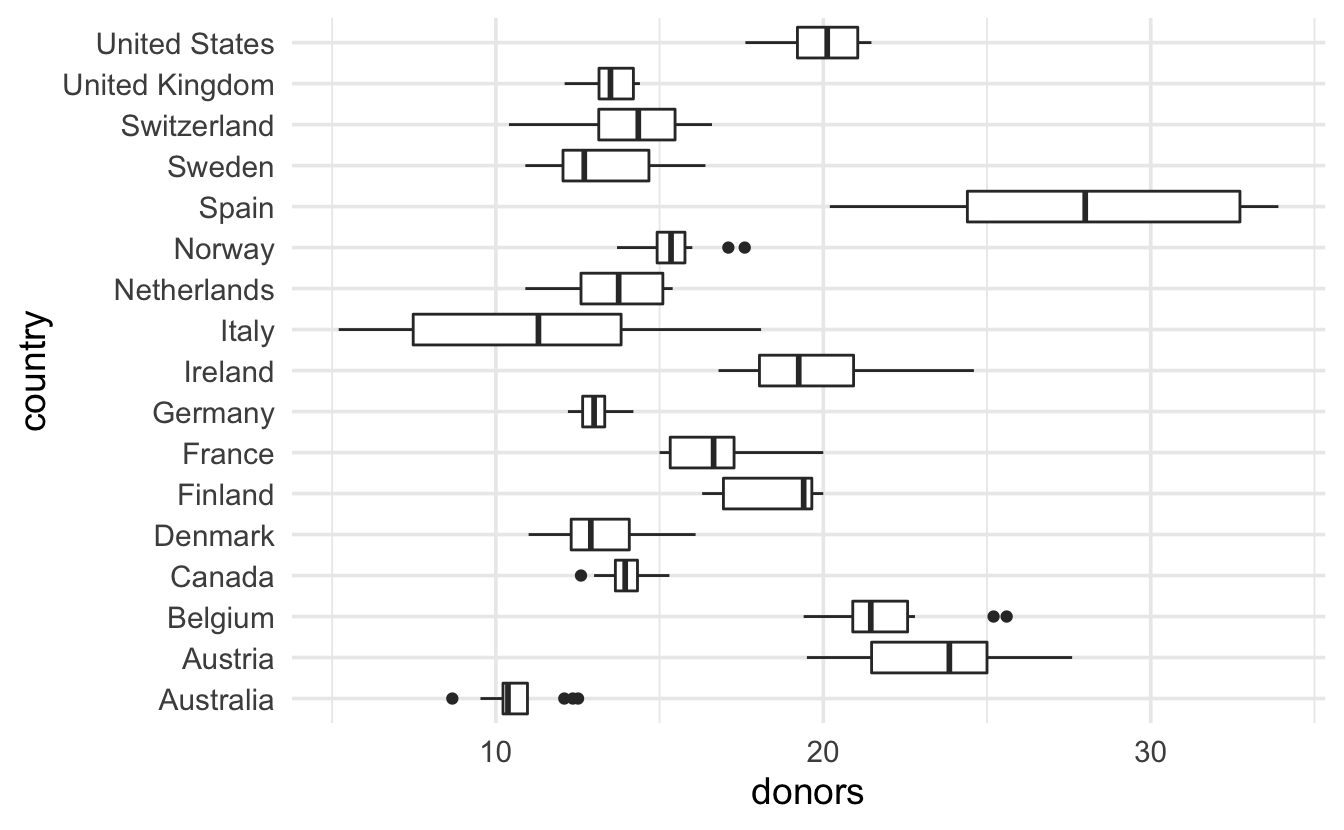 United States
United Kingdom
Switzerland
Sweden
Spain
Norway
Netherlands
Italy
Ireland
Germany
France
Finland
Denmark
Canada
Belgium
Austria
Australia
country
10 20 30
donors